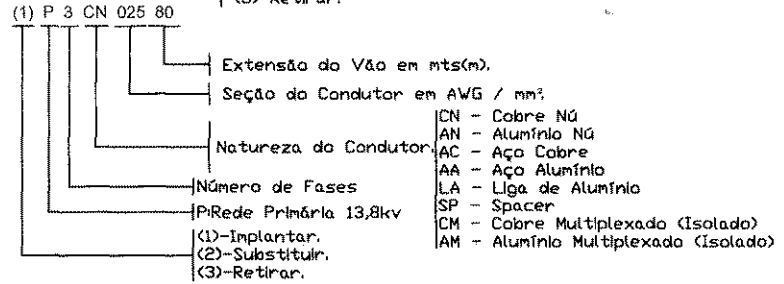 (3) Retirar.
(1) P 3 CN 025 80
Extensão do Vão em mts(m).
Seção do Condutor em AWG / mm².
Natureza do Condutor.
CN - Cobre Nú
AN - Alumínio Nú
AC - Aço Cobre
AA - Aço Alumínio
LA - Liga de Alumínio
SP - Spacer
CM - Cobre Multiplexado (Isolado)
AM - Alumínio Multiplexado (Isolado)
Número de Fases
P:Rede Primária 13,8kv
(1)-Implantar.
(2)-Substituir.
(3)-Retirar.